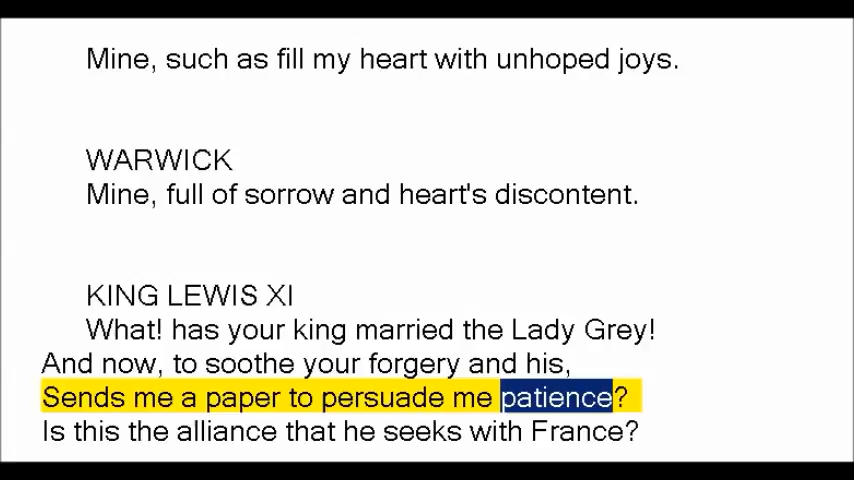 Mine, such as fill my heart with unhoped joys.
WARWICK
Mine, full of sorrow and heart's discontent.
KING LEWIS XI
What! has your king married the Lady Grey!
And now, to soothe your forgery and his,
Sends me a paper to persuade me patience?
Is this the alliance that he seeks with France?